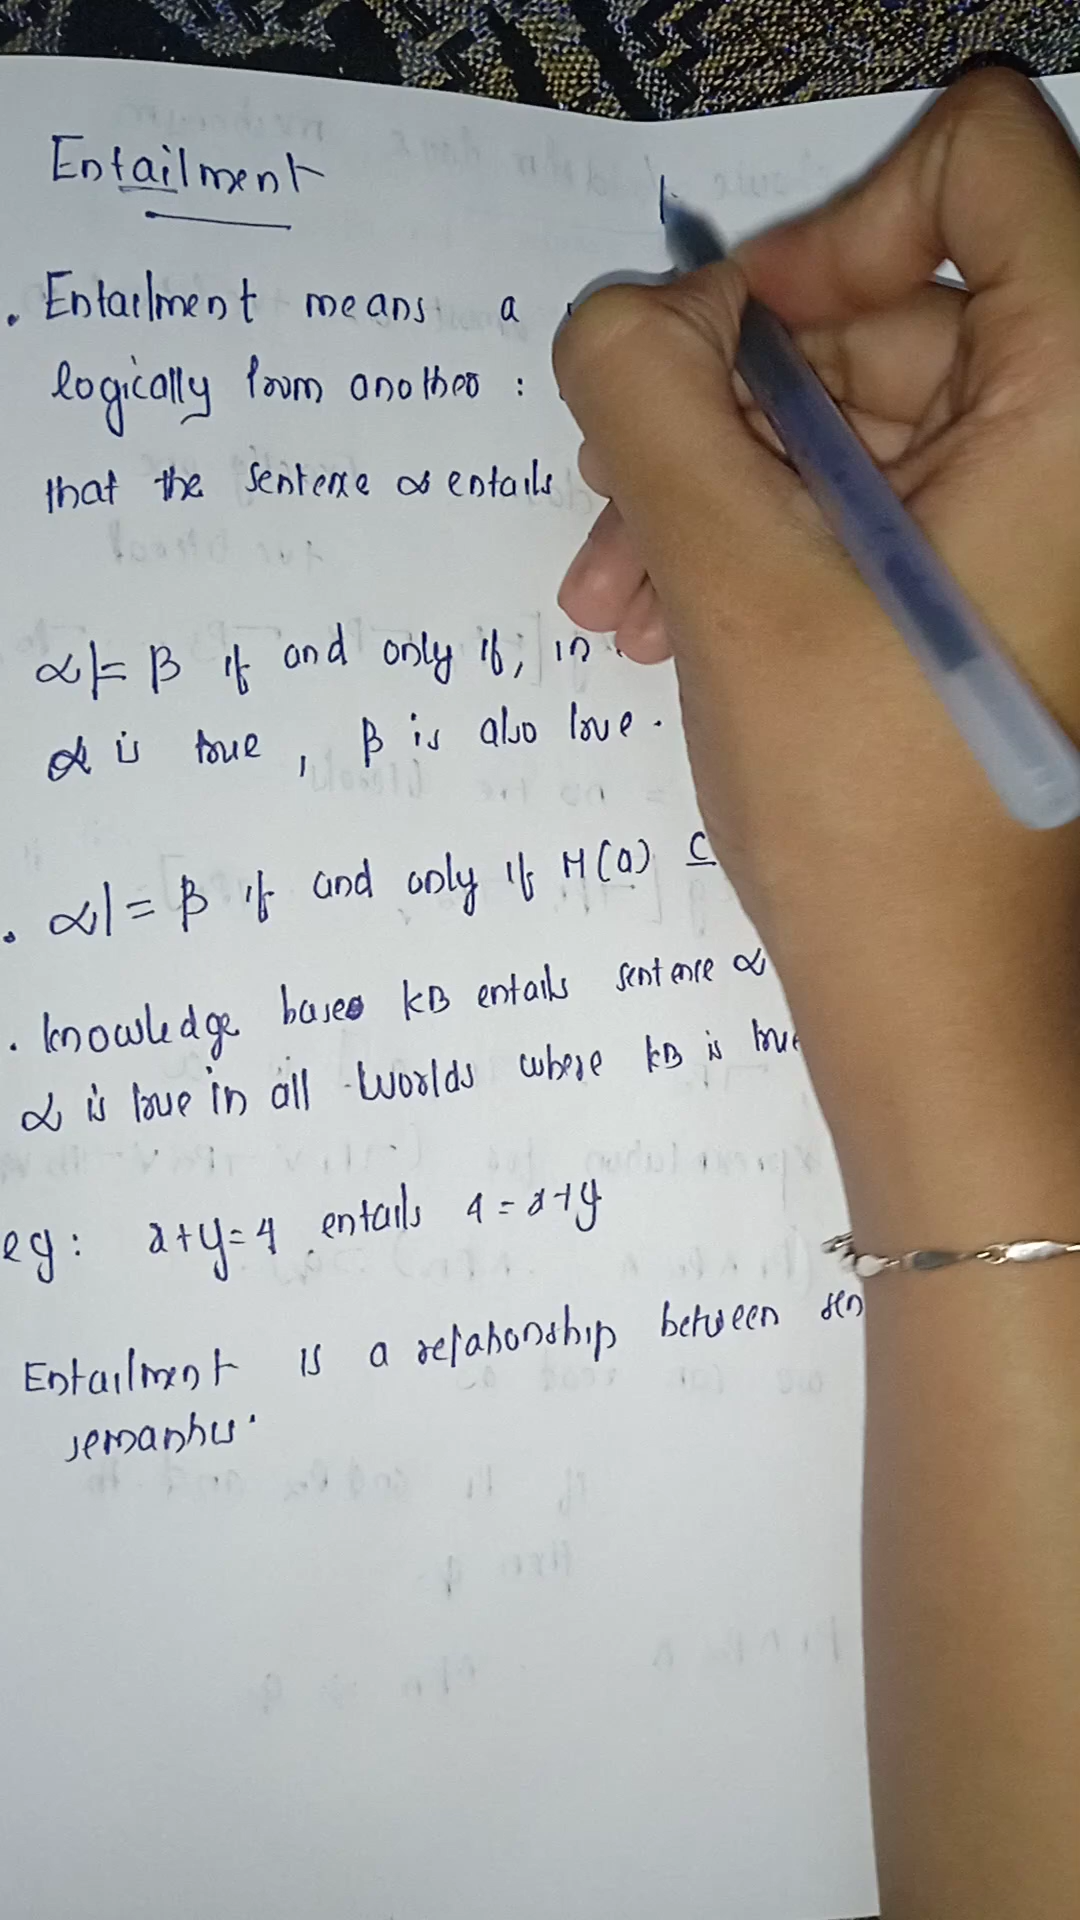 Entailment
. Entailment means a
logically from another :
that the sentence α entails
α|= β if and only if, in
α is true , β is also true .
. α|= β if and only if M(α) ⊆
. knowledge bases KB entails sentence α
α is true in all worlds where KB is true
eg: x+y=4 entails 4=x+y
Entailment is a relationship between sen
semantics.